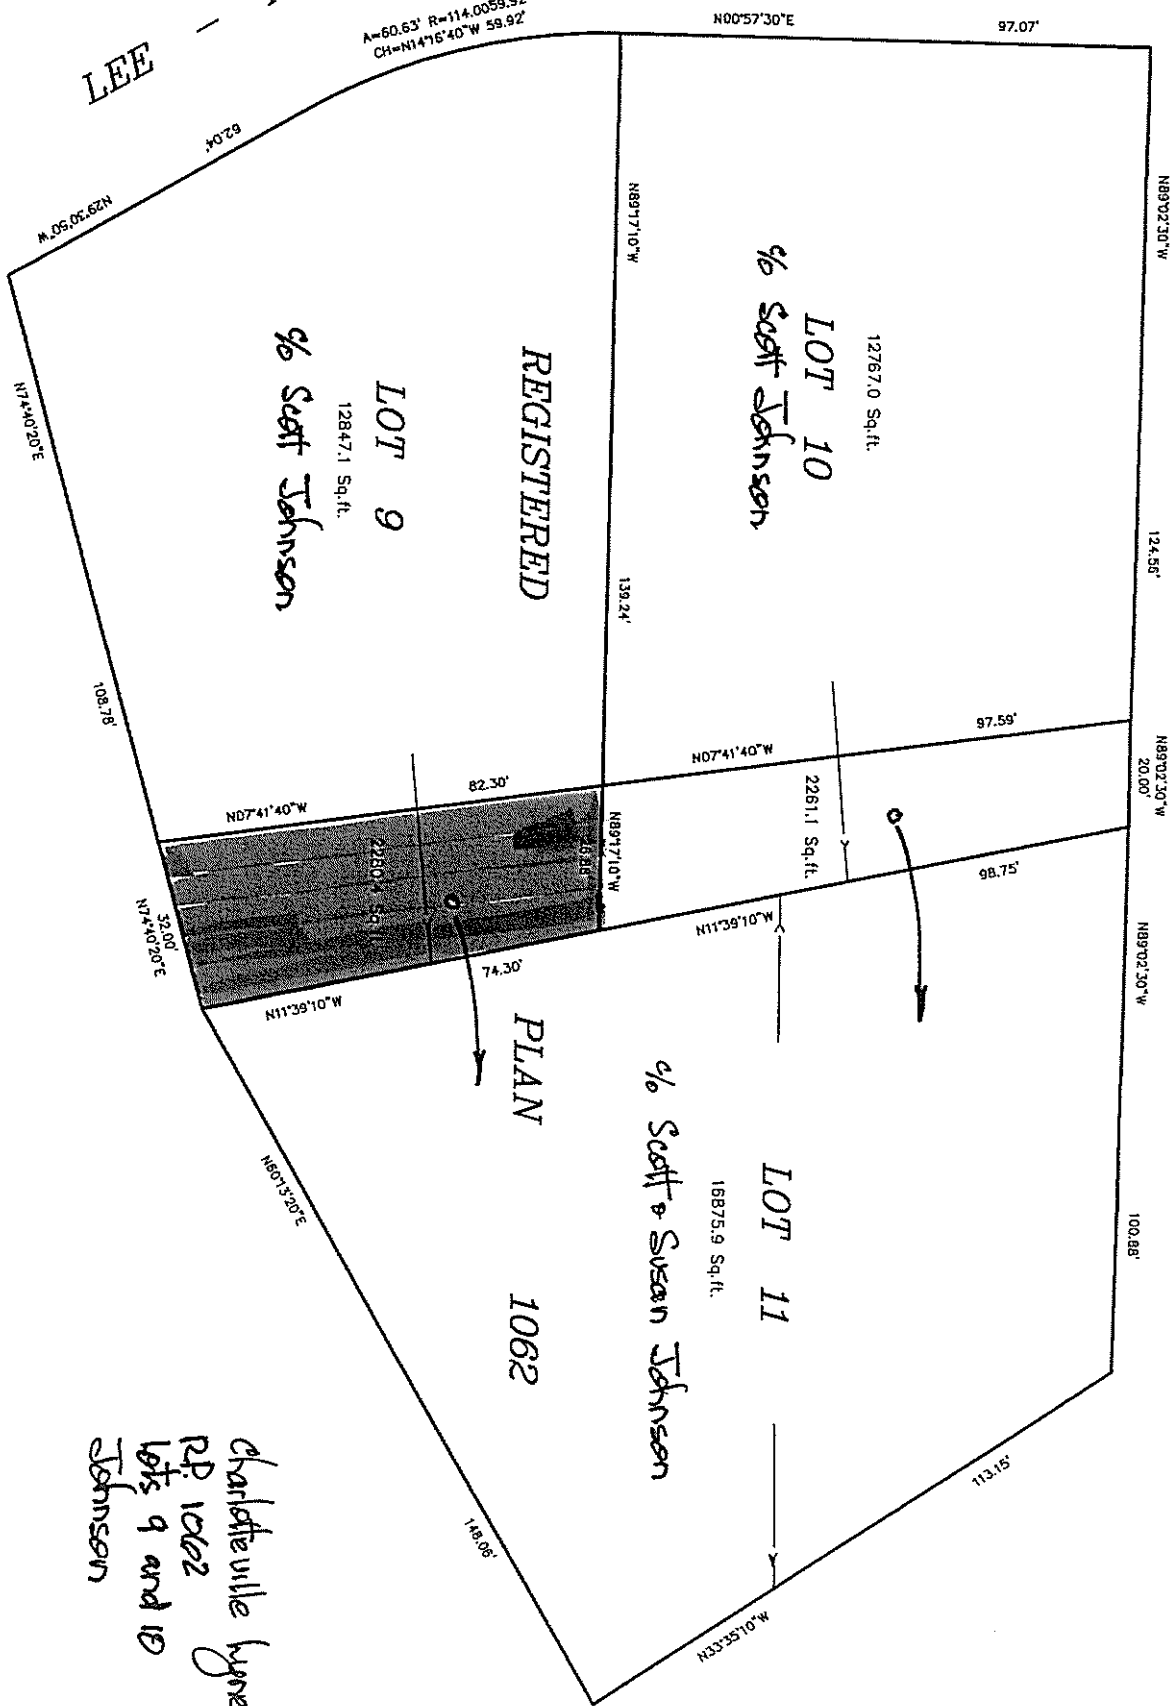 LEE -
A=60.63' R=114.0059.92'
CH=N14°16'40"W 59.92'
N00°57'30"E
97.07'
62.04'
N29°30'50"W
N89°02'30"W
124.56'
N89°02'30"W
20.00'
N89°02'30"W
100.88'
12767.0 Sq.ft.
LOT 10
c/o Scott Johnson
N89°17'10"W
139.24'
REGISTERED
LOT 9
12847.1 Sq.ft.
c/o Scott Johnson
N74°40'20"E
108.78'
N07°41'40"W
97.59'
2261.1 Sq.ft.
98.75'
N11°39'10"W
N07°41'40"W
82.30'
N89°17'10"W
2280.4 Sq.ft.
32.00'
N74°40'20"E
74.30'
N11°39'10"W
PLAN
1062
LOT 11
16875.9 Sq.ft.
c/o Scott & Susan Johnson
N60°13'20"E
148.06'
113.15'
N33°35'10"W
Charlotteville
R.P. 1062
lots 9 and 10
Johnson